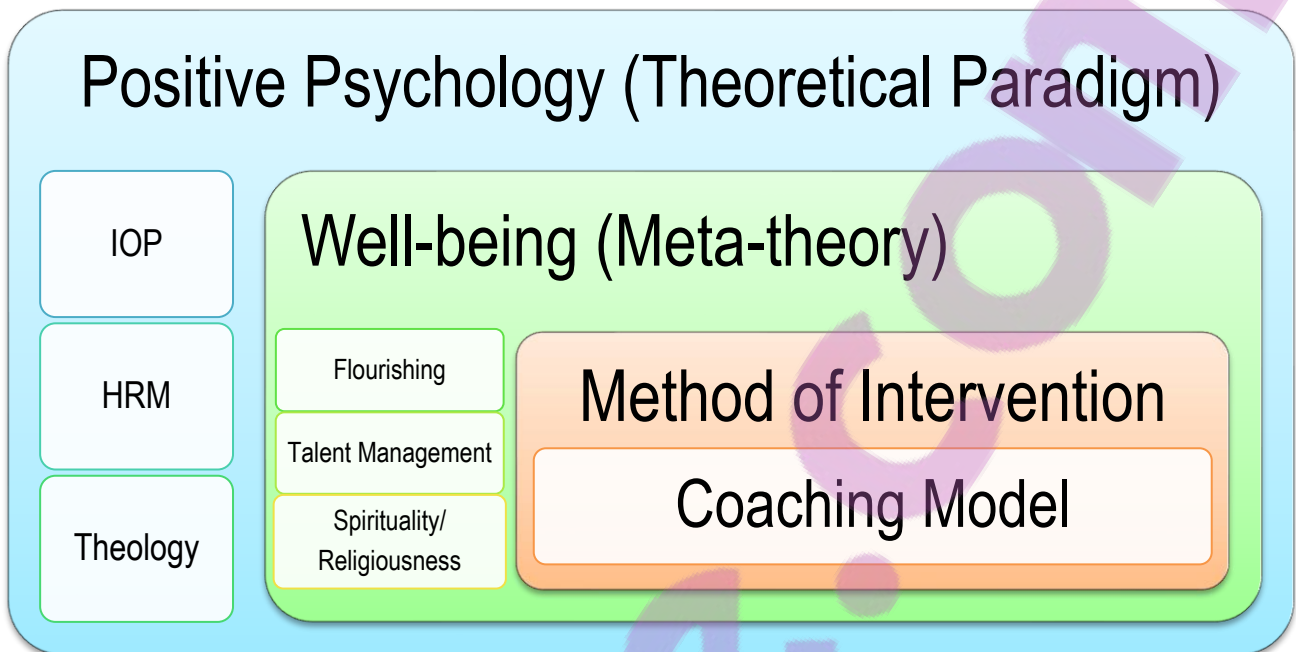 Positive Psychology (Theoretical Paradigm)
IOP
HRM
Theology
Well-being (Meta-theory)
Flourishing
Talent Management
Spirituality/
Religiousness
Method of Intervention
Coaching Model